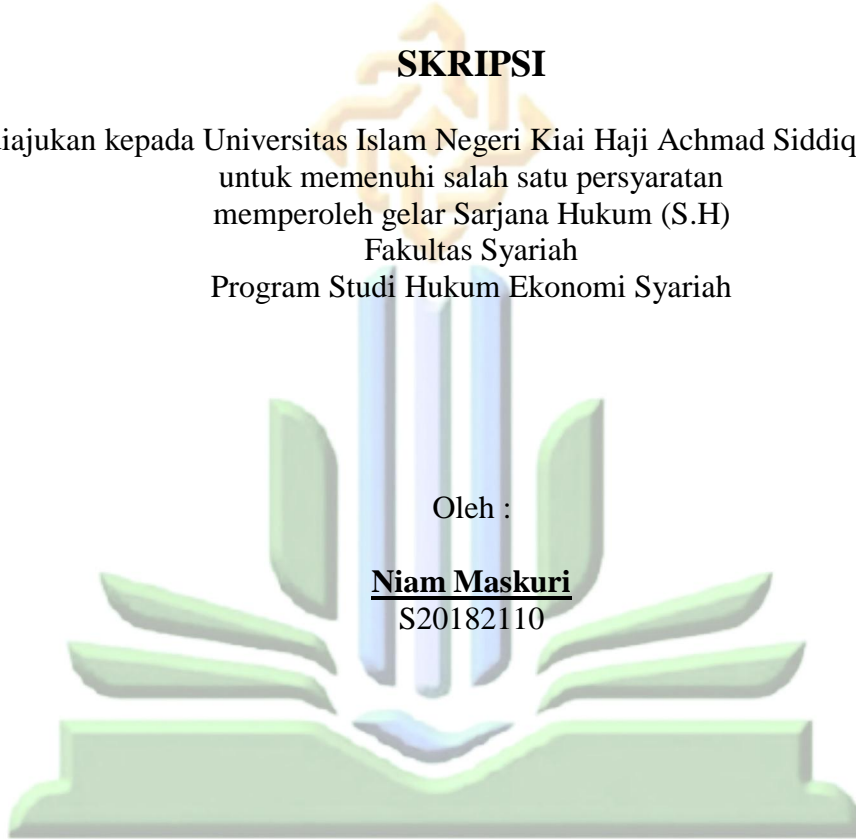 SKRIPSI
diajukan kepada Universitas Islam Negeri Kiai Haji Achmad Siddiq
untuk memenuhi salah satu persyaratan
memperoleh gelar Sarjana Hukum (S.H)
Fakultas Syariah
Program Studi Hukum Ekonomi Syariah
Oleh :
Niam Maskuri
S20182110